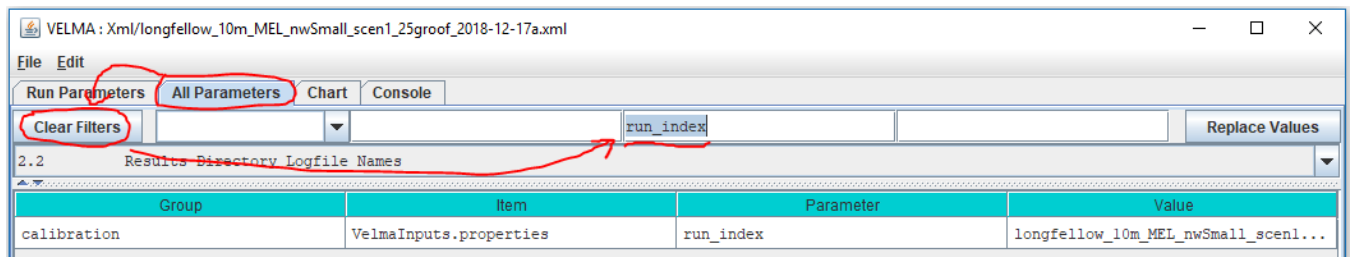 VELMA : Xml/longfellow_10m_MEL_nwSmall_scen1_25groof_2018-12-17a.xml
File Edit
Run Parameters All Parameters Chart Console
Clear Filters run_index Replace Values
2.2 Results Directory Logfile Names
Group Item Parameter Value
calibration VelmaInputs.properties run_index longfellow_10m_MEL_nwSmall_scen1...